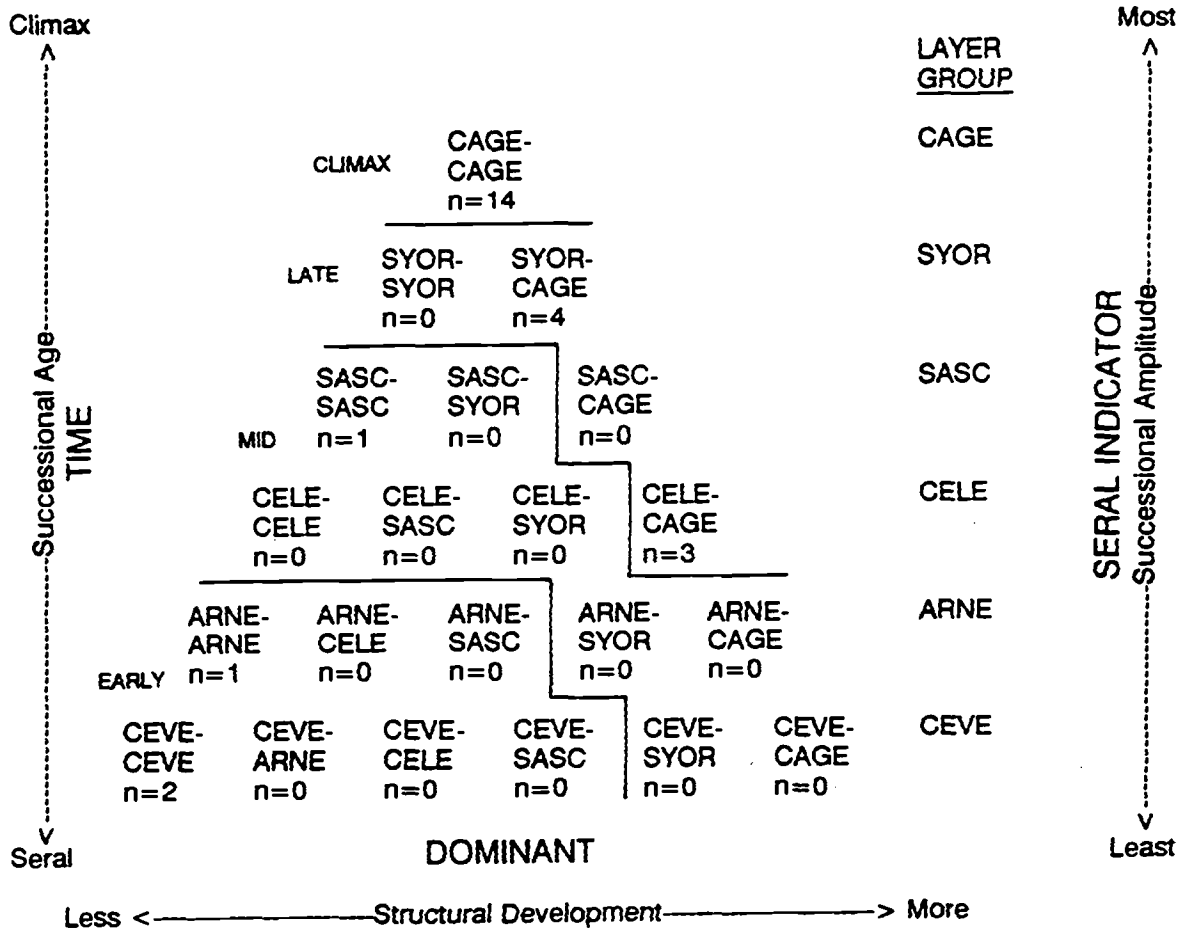 Climax
Most
LAYER
GROUP
CAGE-
CAGE
n=14
CLIMAX
CAGE
SYOR-
SYOR
n=0
SYOR-
CAGE
n=4
LATE
SYOR
SASC-
SASC
n=1
SASC-
SYOR
n=0
SASC-
CAGE
n=0
MID
SASC
CELE-
CELE
n=0
CELE-
SASC
n=0
CELE-
SYOR
n=0
CELE-
CAGE
n=3
CELE
ARNE-
ARNE
n=1
ARNE-
CELE
n=0
ARNE-
SASC
n=0
ARNE-
SYOR
n=0
ARNE-
CAGE
n=0
EARLY
ARNE
CEVE-
CEVE
n=2
CEVE-
ARNE
n=0
CEVE-
CELE
n=0
CEVE-
SASC
n=0
CEVE-
SYOR
n=0
CEVE-
CAGE
n=0
CEVE
Successional Age
TIME
SERAL INDICATOR
Successional Amplitude
Seral
DOMINANT
Least
Less <—Structural Development—> More